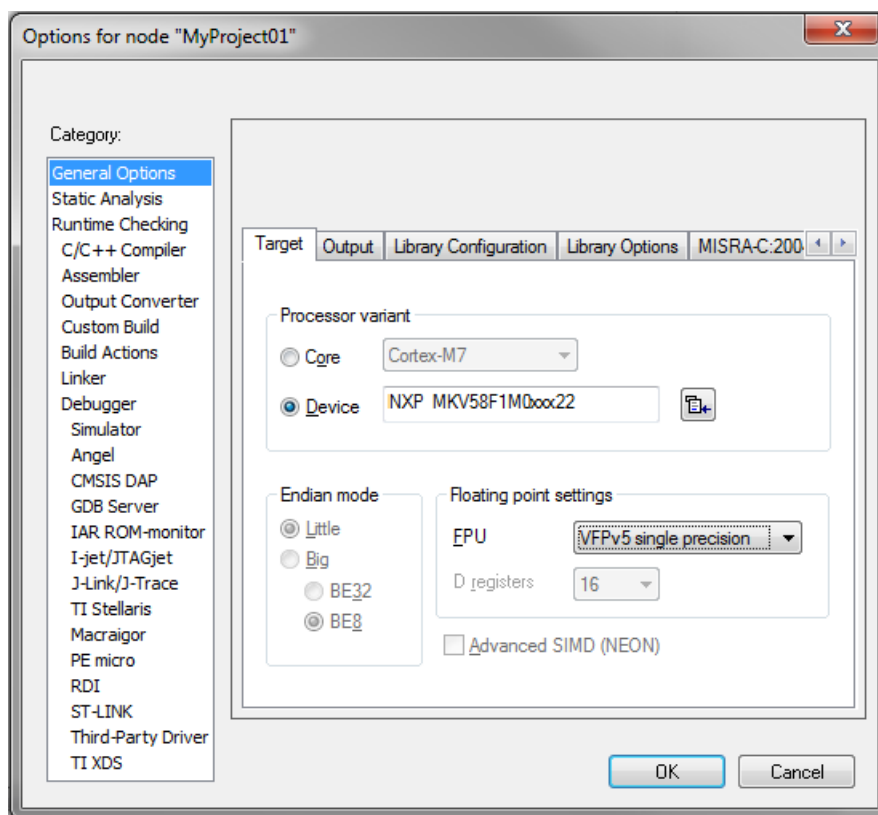 Options for node "MyProject01"
Category:
General Options
Static Analysis
Runtime Checking
C/C++ Compiler
Assembler
Output Converter
Custom Build
Build Actions
Linker
Debugger
Simulator
Angel
CMSIS DAP
GDB Server
IAR ROM-monitor
I-jet/JTAGjet
J-Link/J-Trace
TI Stellaris
Macraigor
PE micro
RDI
ST-LINK
Third-Party Driver
TI XDS
Target Output Library Configuration Library Options MISRA-C:200
Processor variant
Core Cortex-M7
Device NXP MKV58F1M0xxx22
Endian mode
Little
Big
BE32
BE8
Floating point settings
FPU VFPv5 single precision
D registers 16
Advanced SIMD (NEON)
OK Cancel